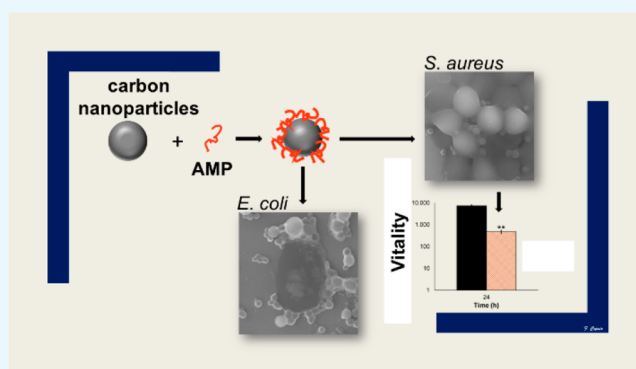 carbon
nanoparticles
+
AMP
S. aureus
E. coli
Vitality
10.000
1.000
100
10
1
**
24
Time (h)